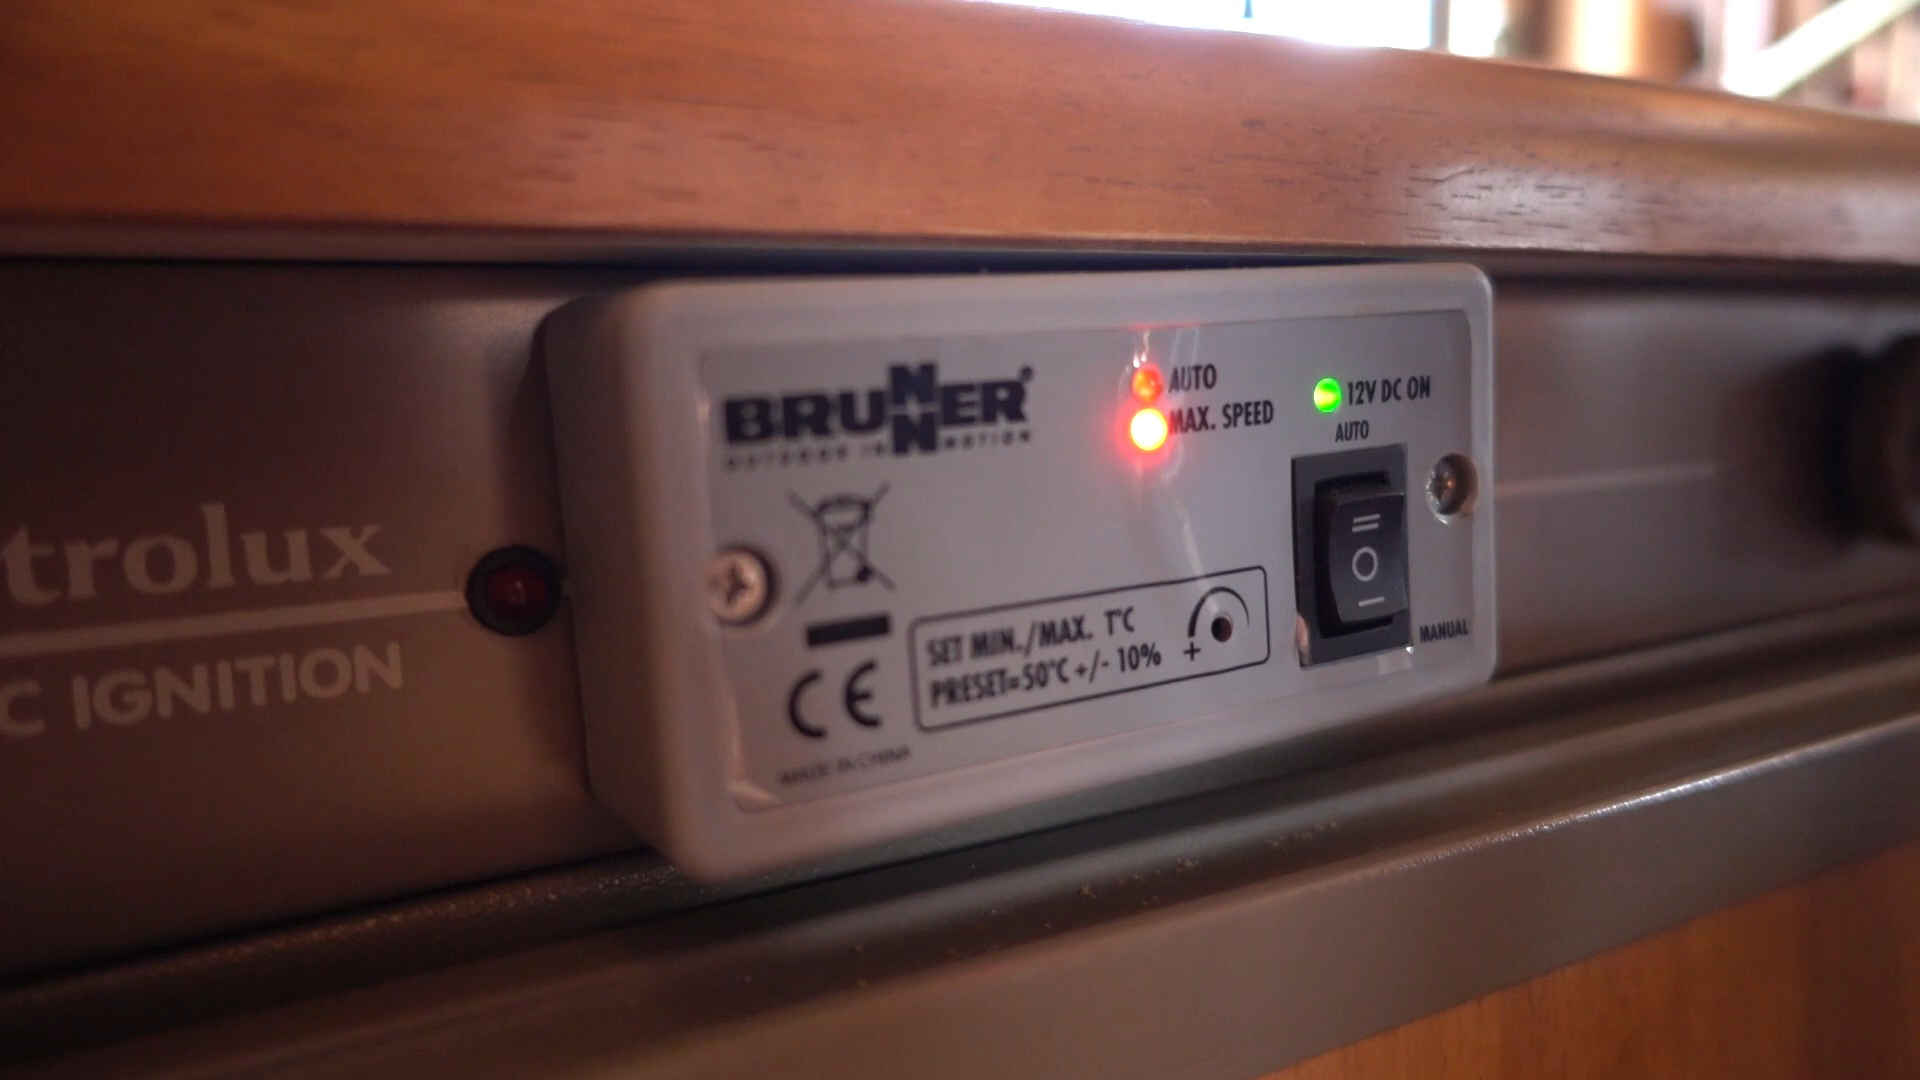 trolux
C IGNITION
BRUNNER®
OUTDOOR IN MOTION
AUTO
MAX. SPEED
12V DC ON
AUTO
MANUAL
SET MIN./MAX. T°C
PRESET=50°C +/- 10%
+
CE
MADE IN CHINA